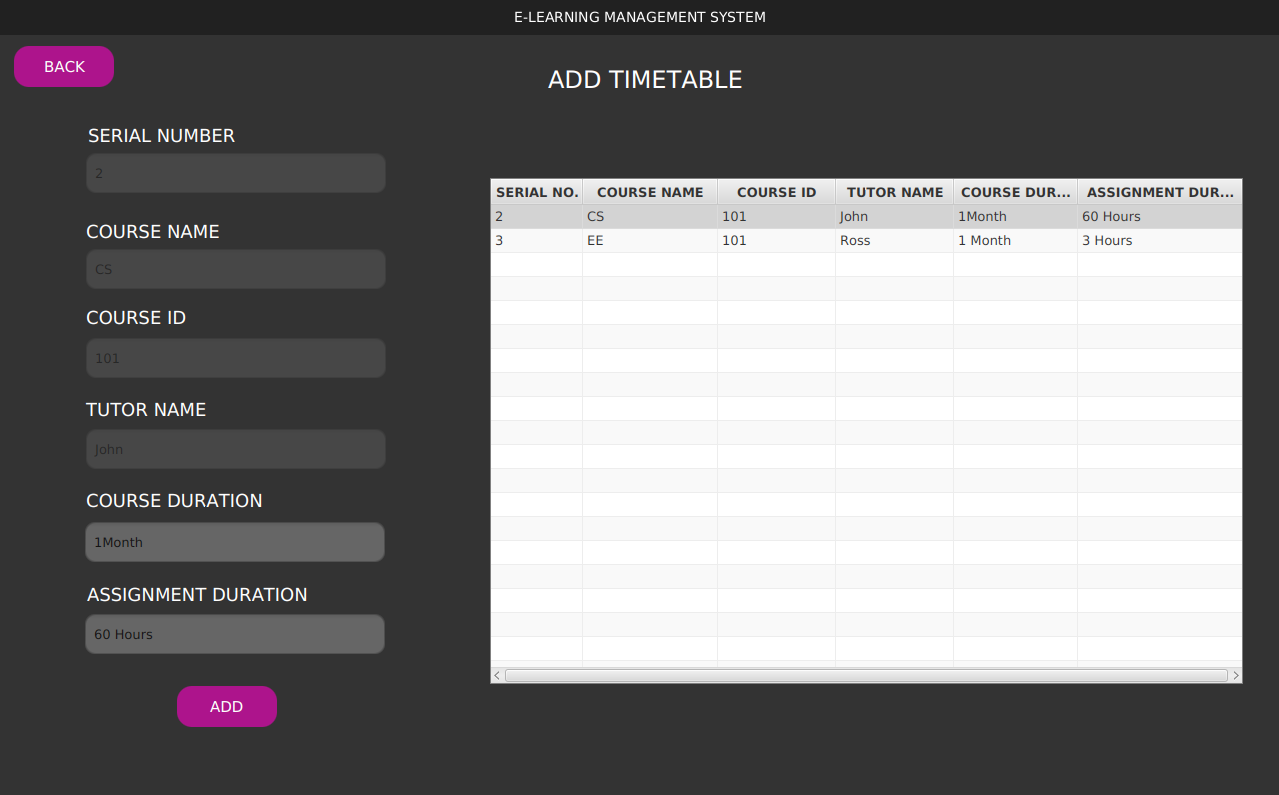 E-LEARNING MANAGEMENT SYSTEM
BACK
ADD TIMETABLE
SERIAL NUMBER
2
COURSE NAME
CS
COURSE ID
101
TUTOR NAME
John
COURSE DURATION
1Month
ASSIGNMENT DURATION
60 Hours
ADD
SERIAL NO. COURSE NAME COURSE ID TUTOR NAME COURSE DUR... ASSIGNMENT DUR...
2 CS 101 John 1Month 60 Hours
3 EE 101 Ross 1 Month 3 Hours